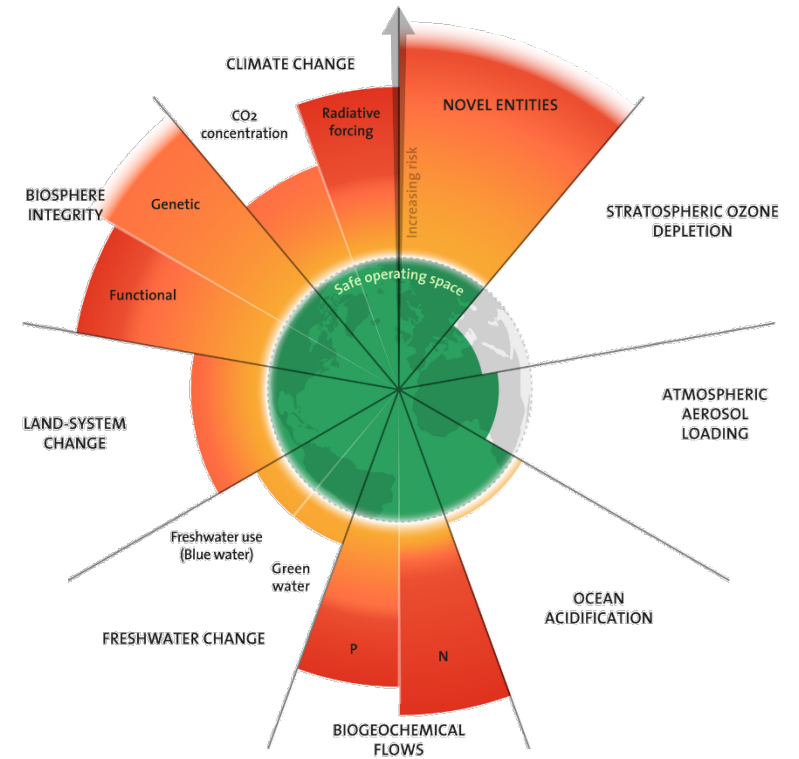 CLIMATE CHANGE
CO2
concentration
Radiative
forcing
NOVEL ENTITIES
Increasing risk
STRATOSPHERIC OZONE
DEPLETION
BIOSPHERE
INTEGRITY
Genetic
Functional
Safe operating space
LAND-SYSTEM
CHANGE
ATMOSPHERIC
AEROSOL
LOADING
Freshwater use
(Blue water)
Green
water
FRESHWATER CHANGE
P
N
BIOGEOCHEMICAL
FLOWS
OCEAN
ACIDIFICATION